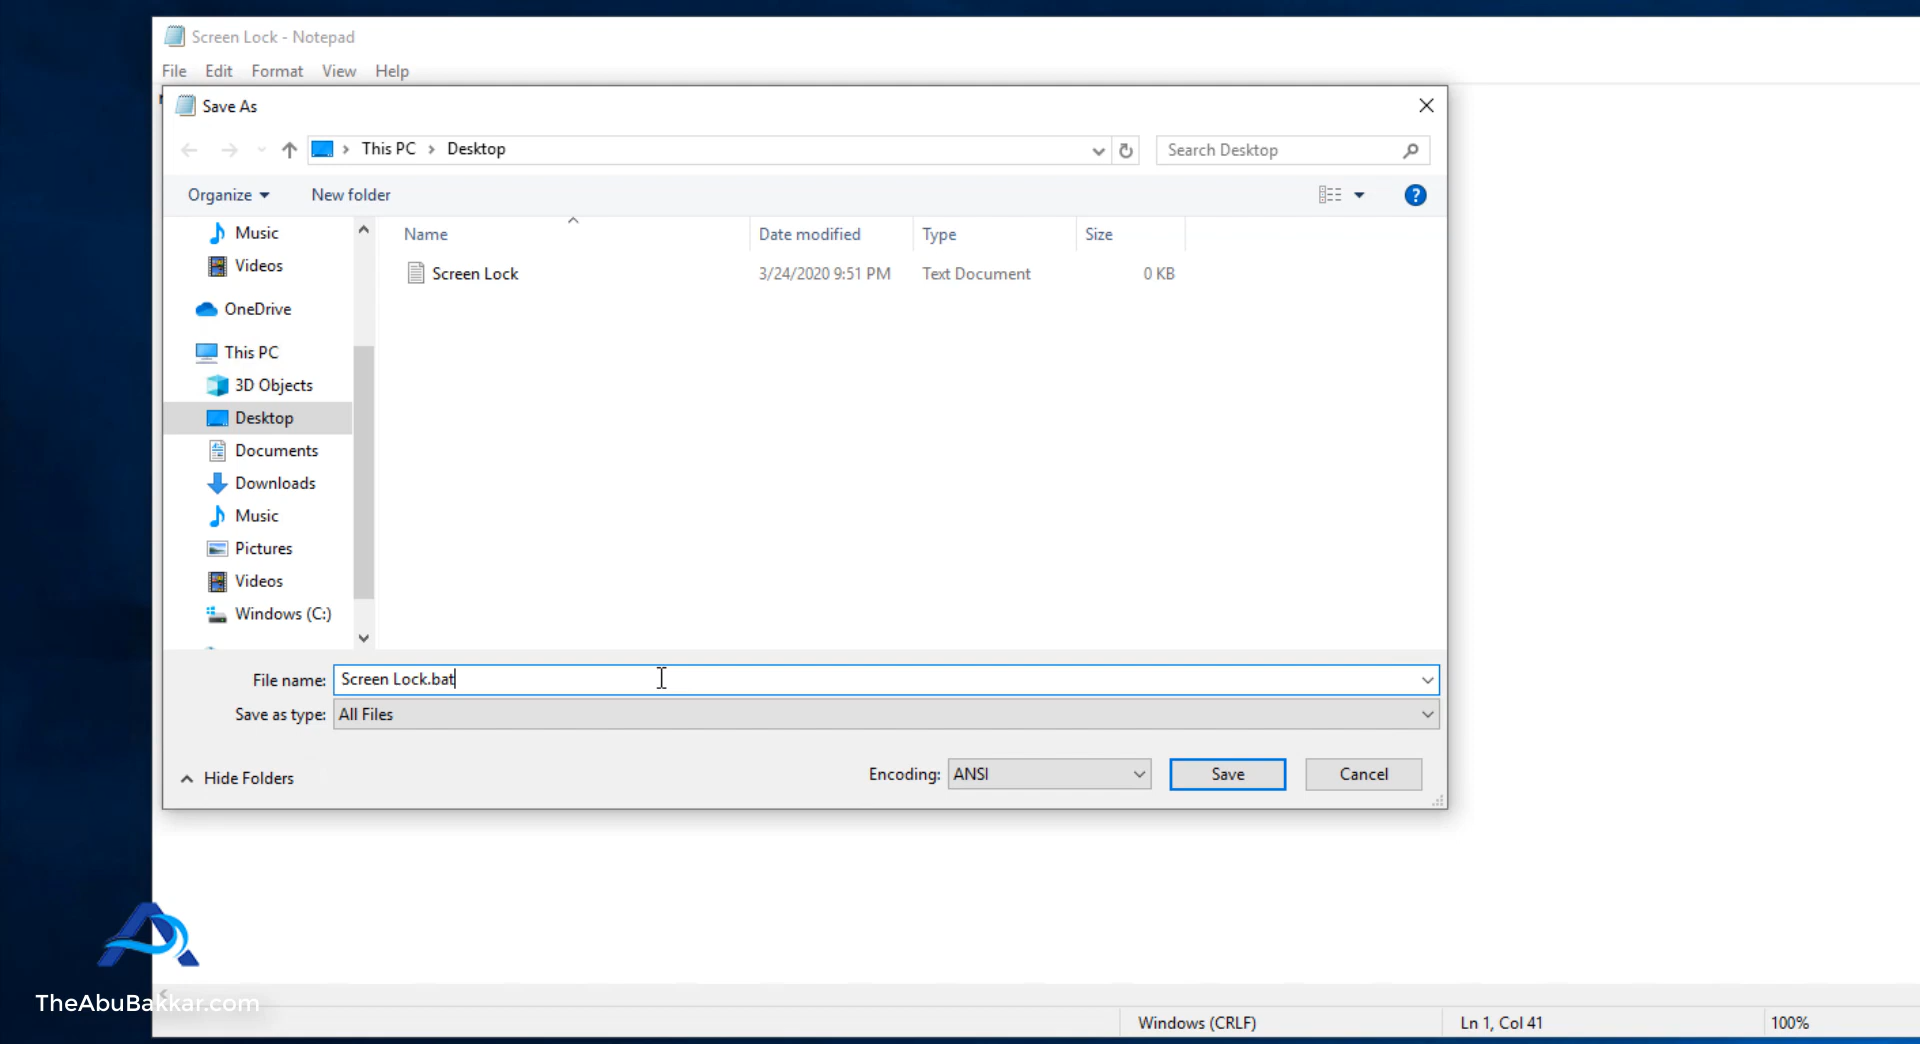 Screen Lock - Notepad
File Edit Format View Help
Save As
This PC > Desktop
Search Desktop
Organize New folder
Name Date modified Type Size
Screen Lock 3/24/2020 9:51 PM Text Document 0 KB
Music
Videos
OneDrive
This PC
3D Objects
Desktop
Documents
Downloads
Music
Pictures
Videos
Windows (C:)
File name: Screen Lock.bat
Save as type: All Files
Hide Folders
Encoding: ANSI
Save
Cancel
TheAbuBakkar.com
Windows (CRLF) Ln 1, Col 41 100%